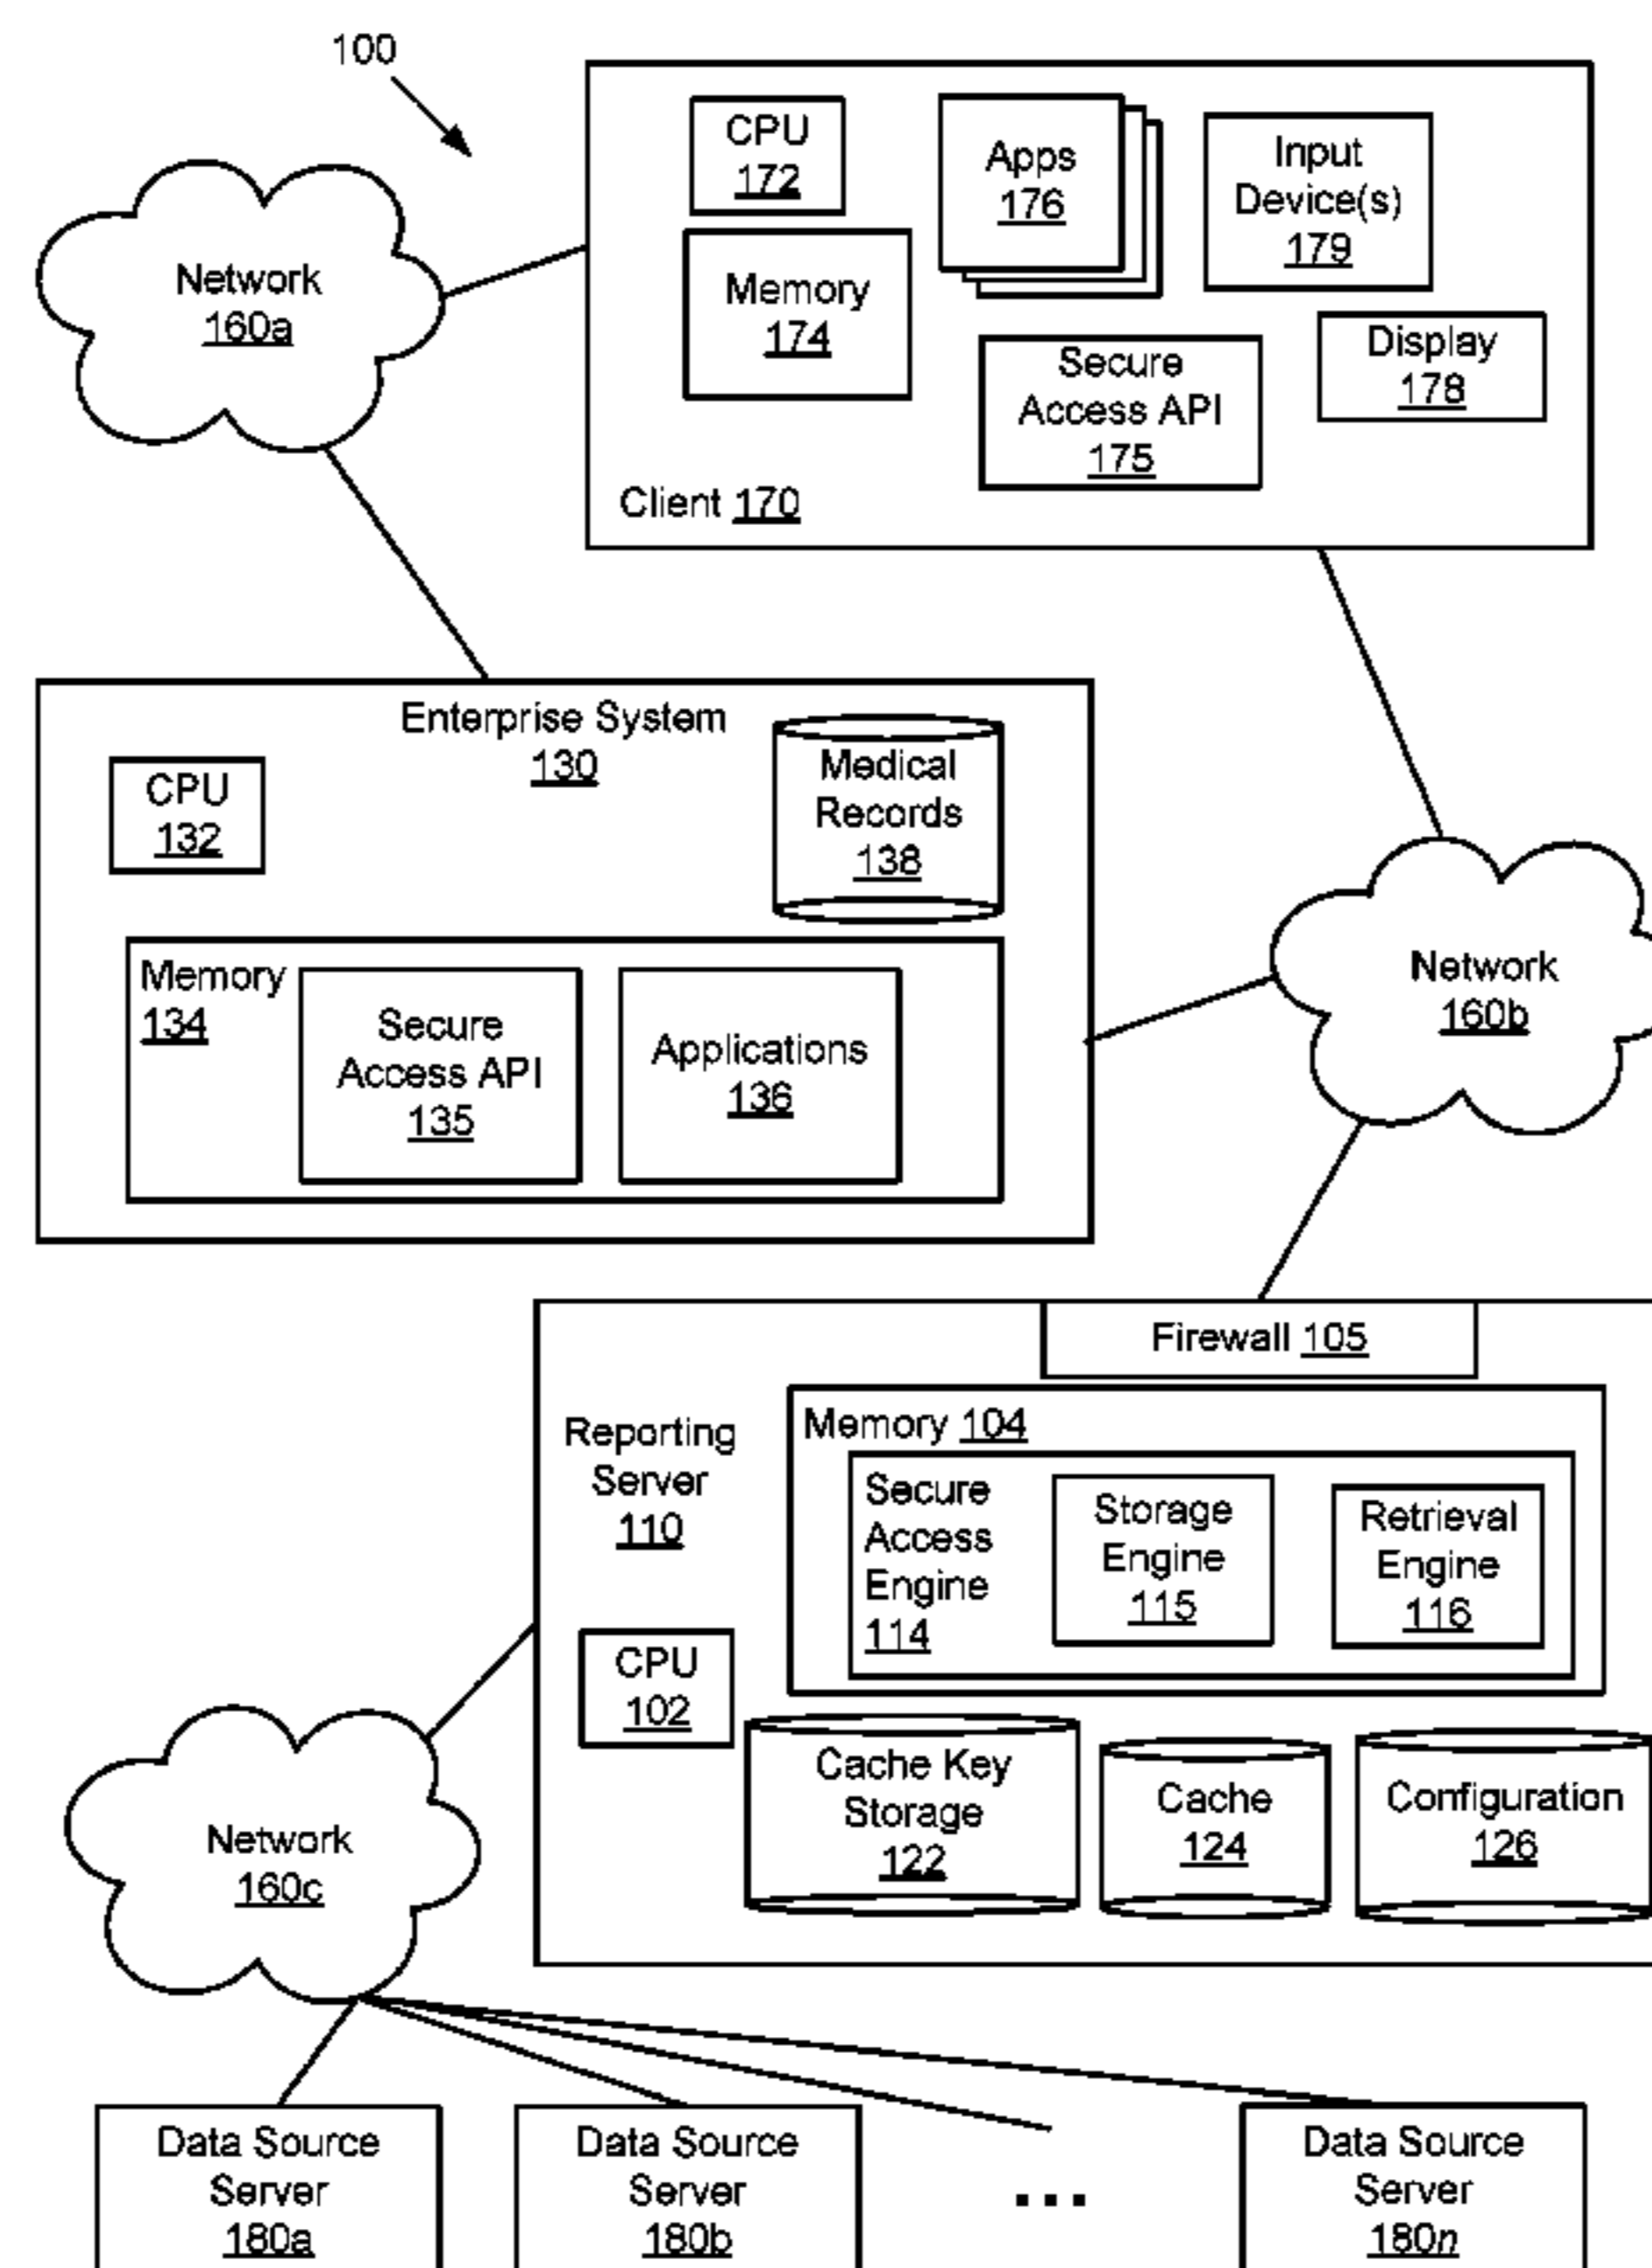 100
CPU
172
Apps
176
Input
Device(s)
179
Network
160a
Memory
174
Secure
Access API
175
Display
178
Client 170
Enterprise System
130
CPU
132
Medical
Records
138
Memory
134
Secure
Access API
135
Applications
136
Network
160b
Firewall 105
Reporting
Server
110
Memory 104
Secure
Access
Engine
114
Storage
Engine
115
Retrieval
Engine
116
CPU
102
Cache Key
Storage
122
Cache
124
Configuration
126
Network
160c
Data Source
Server
180a
Data Source
Server
180b
...
Data Source
Server
180n